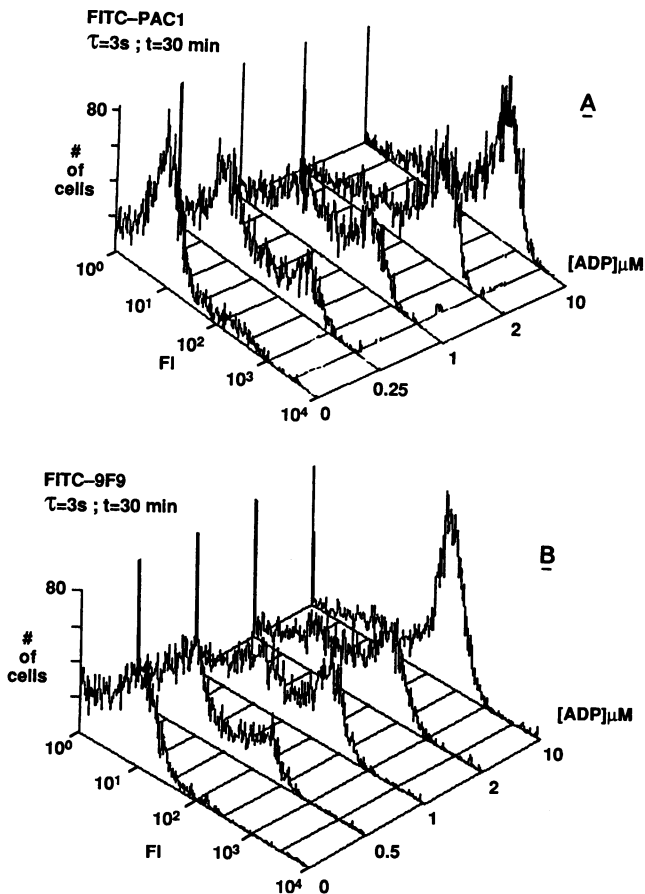 FITC–PAC1
τ=3s ; t=30 min
A
80
#
of
cells
10⁰
10¹
10²
10³
10⁴
FI
0
0.25
1
2
10
[ADP]µM
FITC–9F9
τ=3s ; t=30 min
B
80
#
of
cells
10⁰
10¹
10²
10³
10⁴
FI
0
0.5
1
2
10
[ADP]µM